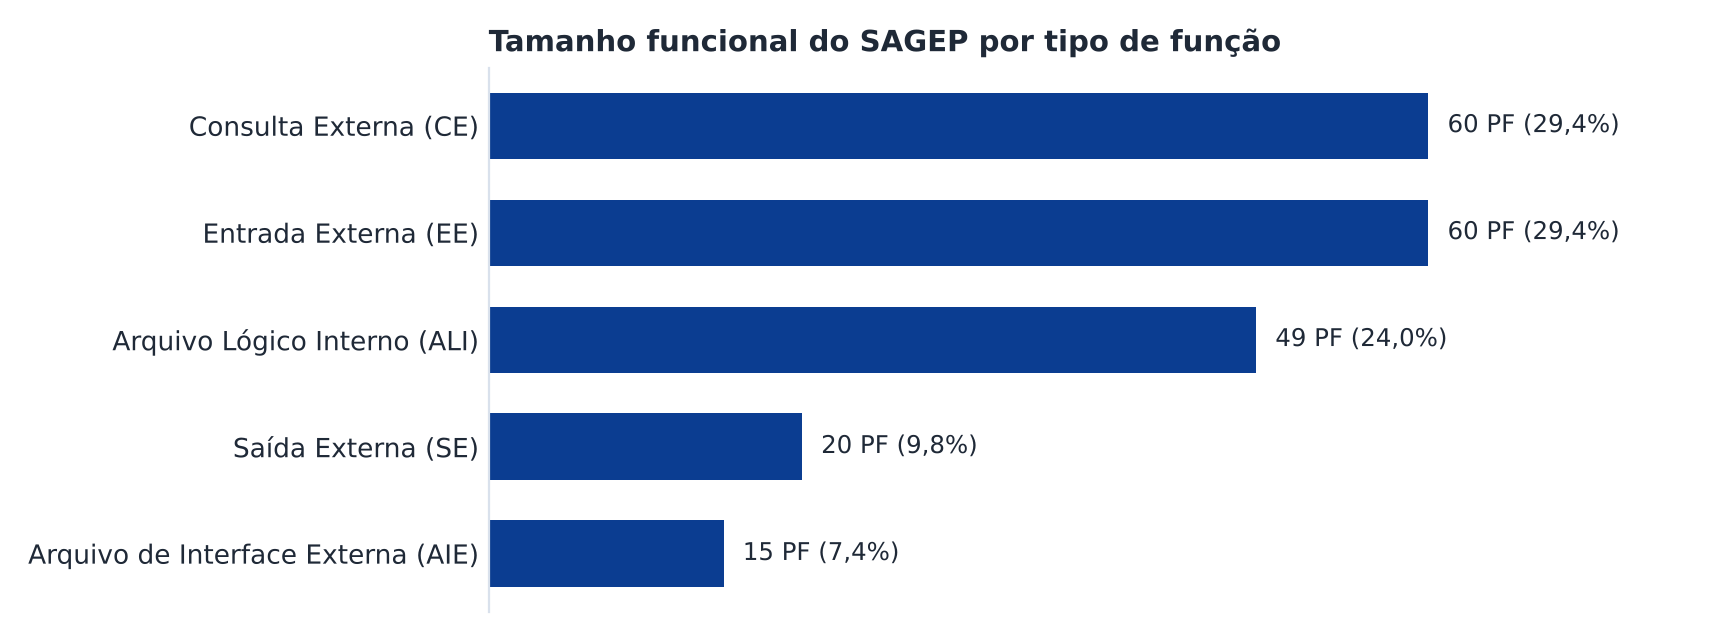 Tamanho funcional do SAGEP por tipo de função
Consulta Externa (CE) 60 PF (29,4%)
Entrada Externa (EE) 60 PF (29,4%)
Arquivo Lógico Interno (ALI) 49 PF (24,0%)
Saída Externa (SE) 20 PF (9,8%)
Arquivo de Interface Externa (AIE) 15 PF (7,4%)